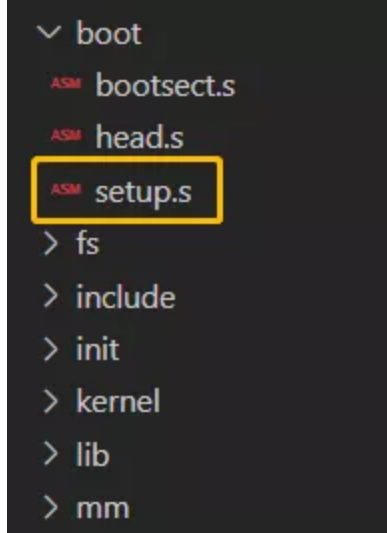 boot
ASM bootsect.s
ASM head.s
ASM setup.s
fs
include
init
kernel
lib
mm